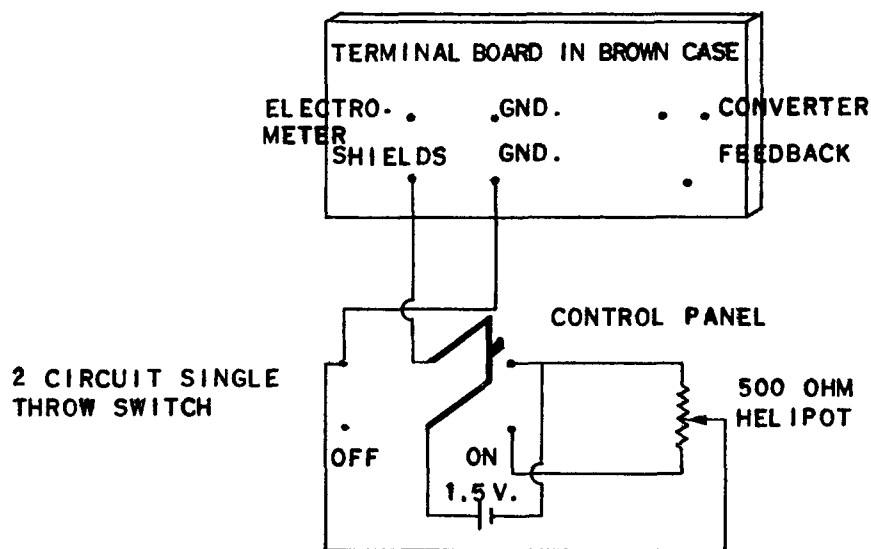 TERMINAL BOARD IN BROWN CASE
ELECTRO-
METER
GND.
CONVERTER
SHIELDS
GND.
FEEDBACK
CONTROL PANEL
2 CIRCUIT SINGLE
THROW SWITCH
500 OHM
HELIPOT
OFF
ON
1.5 V.